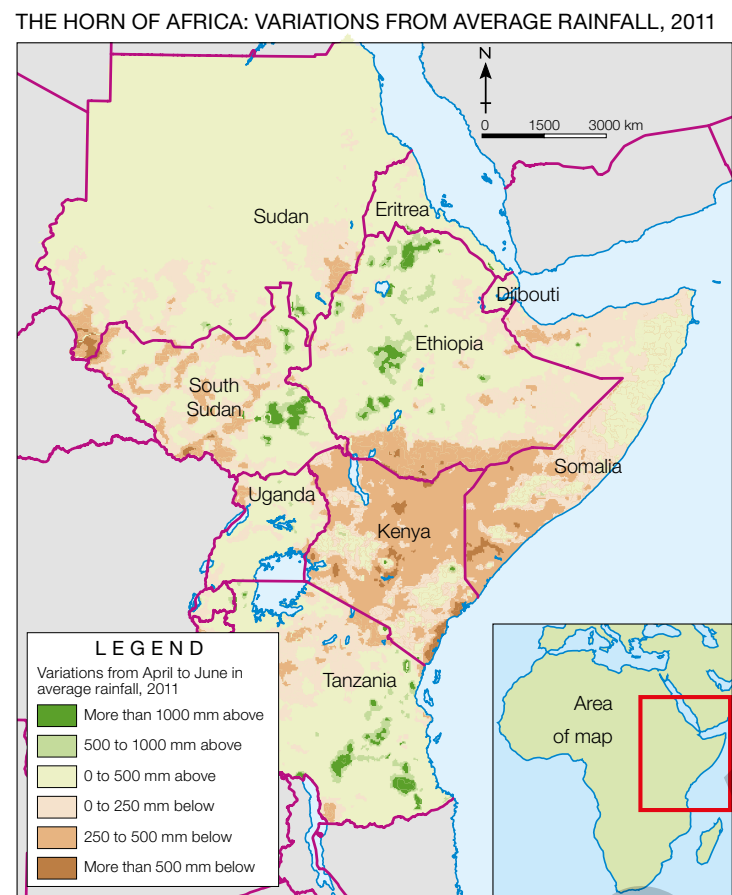 THE HORN OF AFRICA: VARIATIONS FROM AVERAGE RAINFALL, 2011
N
0 1500 3000 km
Sudan
Eritrea
Djibouti
Ethiopia
South
Sudan
Somalia
Uganda
Kenya
Tanzania
LEGEND
Variations from April to June in
average rainfall, 2011
More than 1000 mm above
500 to 1000 mm above
0 to 500 mm above
0 to 250 mm below
250 to 500 mm below
More than 500 mm below
Area
of map